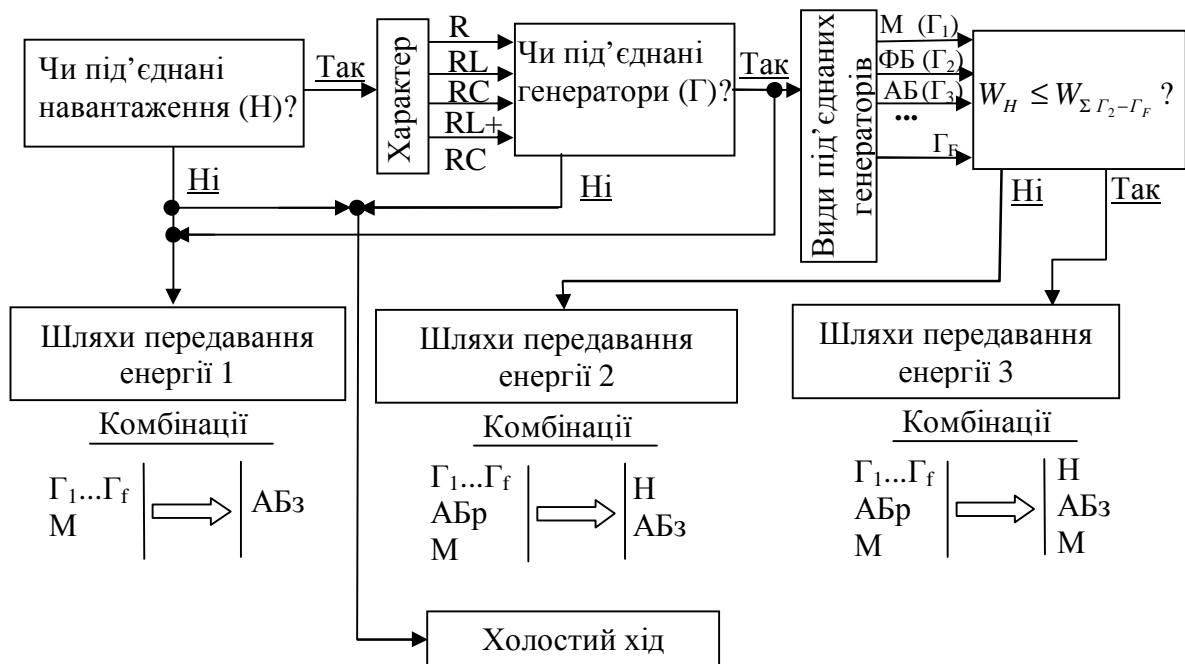 Чи під’єднані
навантаження (Н)?
Так
Ні
Характер
R
RL
RC
RL+
RC
Чи під’єднані
генератори (Г)?
Так
Ні
Види під’єднаних
генераторів
М (Г1)
ФБ (Г2)
АБ (Г3)
...
ГF
W_H ≤ W_Σ Г2–ГF ?
Ні
Так
Шляхи передавання
енергії 1
Комбінації
Г1...Гf
М
АБз
Шляхи передавання
енергії 2
Комбінації
Г1...Гf
АБр
М
Н
АБз
Шляхи передавання
енергії 3
Комбінації
Г1...Гf
АБр
М
Н
АБз
М
Холостий хід